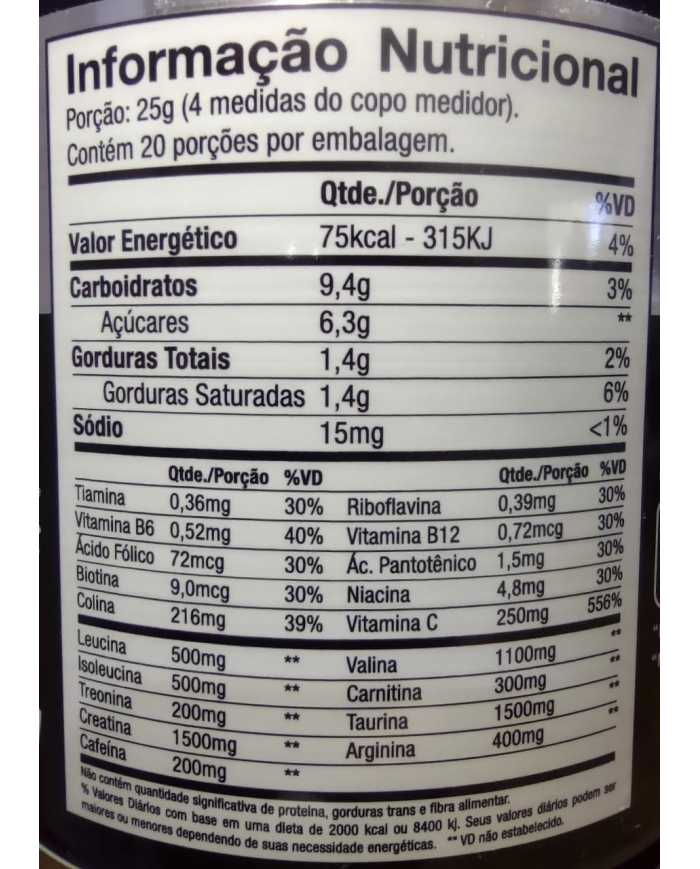 Informação Nutricional
Porção: 25g (4 medidas do copo medidor).
Contém 20 porções por embalagem.
Qtde./Porção %VD
Valor Energético 75kcal - 315KJ 4%
Carboidratos 9,4g 3%
Açúcares 6,3g **
Gorduras Totais 1,4g 2%
Gorduras Saturadas 1,4g 6%
Sódio 15mg <1%
Qtde./Porção %VD Qtde./Porção %VD
Tiamina 0,36mg 30% Riboflavina 0,39mg 30%
Vitamina B6 0,52mg 40% Vitamina B12 0,72mcg 30%
Ácido Fólico 72mcg 30% Ác. Pantotênico 1,5mg 30%
Biotina 9,0mcg 30% Niacina 4,8mg 30%
Colina 216mg 39% Vitamina C 250mg 556%
Leucina 500mg ** Valina 1100mg **
Isoleucina 500mg ** Carnitina 300mg **
Treonina 200mg ** Taurina 1500mg **
Creatina 1500mg ** Arginina 400mg **
Cafeína 200mg **
Não contém quantidade significativa de proteína, gorduras trans e fibra alimentar.
% Valores Diários com base em uma dieta de 2000 kcal ou 8400 kj. Seus valores diários podem ser
maiores ou menores dependendo de suas necessidade energéticas. ** VD não estabelecido.